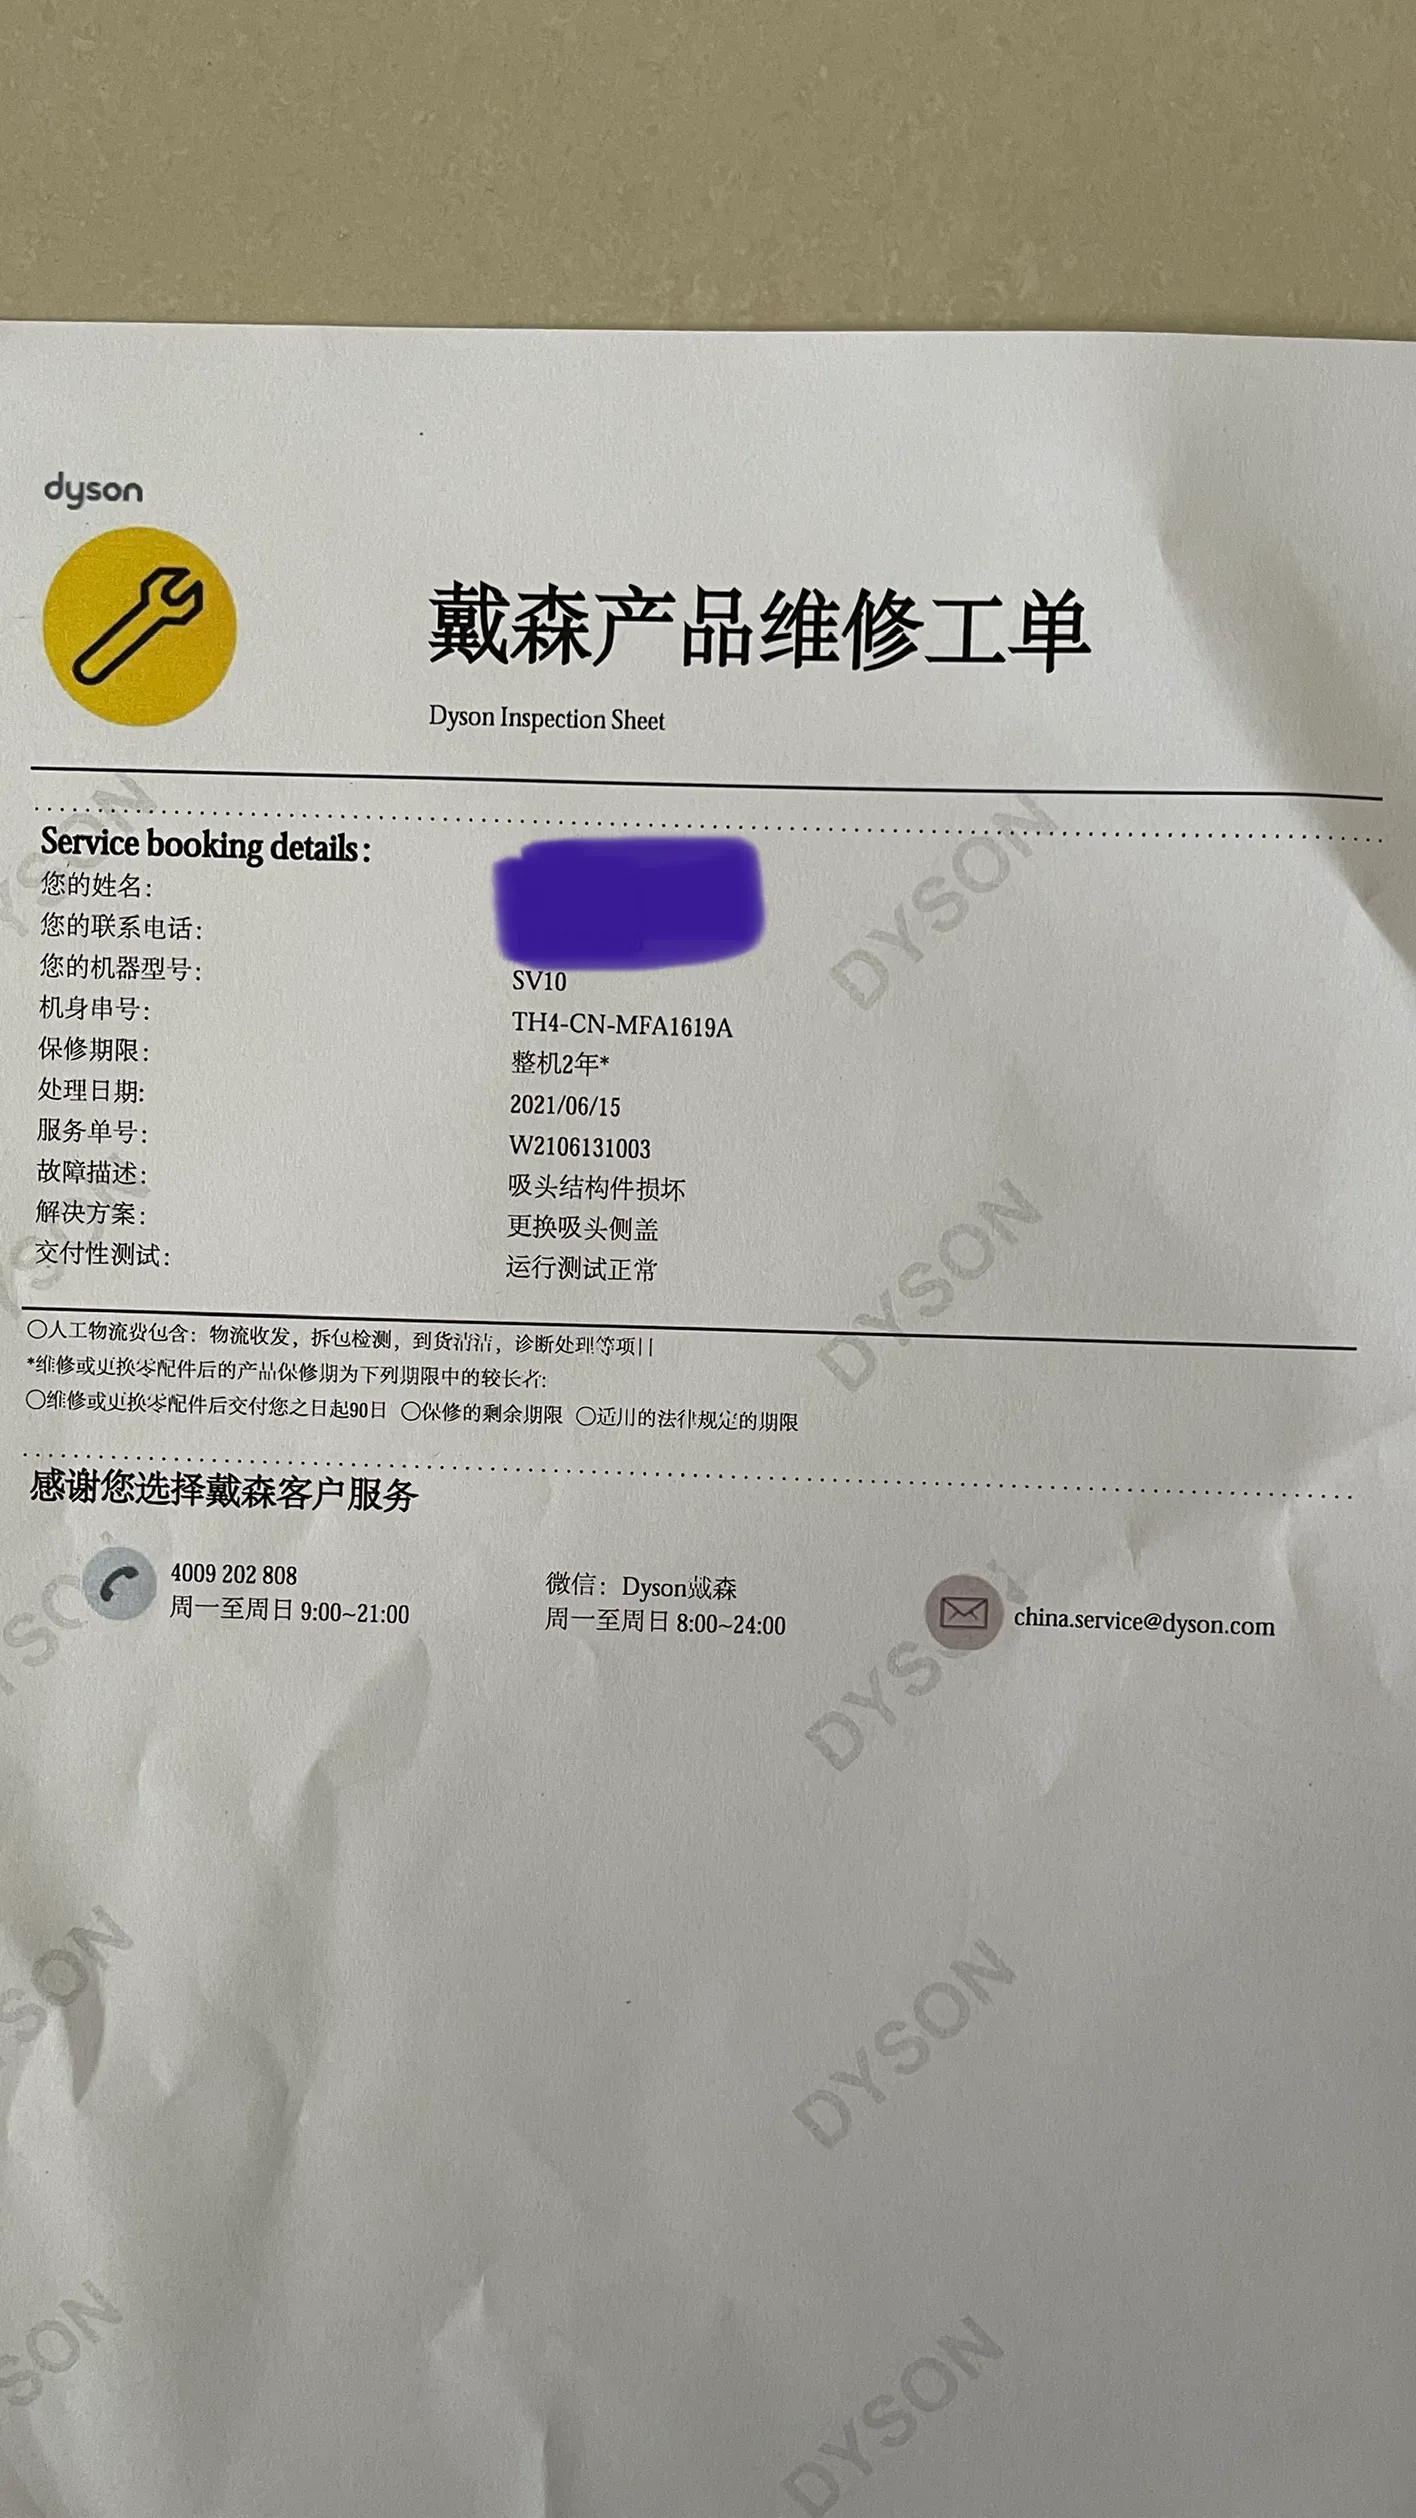 dyson
戴森产品维修工单
Dyson Inspection Sheet
Service booking details:
您的姓名:
您的联系电话:
您的机器型号: SV10
机身串号: TH4-CN-MFA1619A
保修期限: 整机2年*
处理日期: 2021/06/15
服务单号: W2106131003
故障描述: 吸头结构件损坏
解决方案: 更换吸头侧盖
交付性测试: 运行测试正常
〇人工物流费包含: 物流收发, 拆包检测, 到货清洁, 诊断处理等项目
*维修或更换零配件后的产品保修期为下列期限中的较长者:
〇维修或更换零配件后交付您之日起90日 〇保修的剩余期限 〇适用的法律规定的期限
感谢您选择戴森客户服务
4009 202 808
周一至周日 9:00~21:00
微信: Dyson戴森
周一至周日 8:00~24:00
china.service@dyson.com
DYSON
DYSON
DYSON
DYSON
DYSON